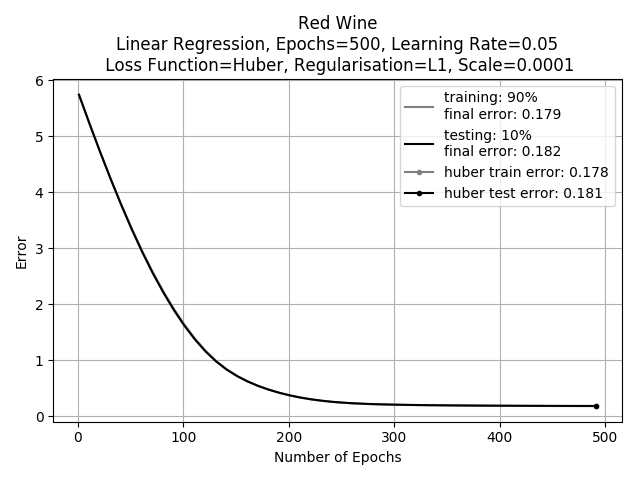 Red Wine
Linear Regression, Epochs=500, Learning Rate=0.05
Loss Function=Huber, Regularisation=L1, Scale=0.0001
training: 90%
final error: 0.179
testing: 10%
final error: 0.182
huber train error: 0.178
huber test error: 0.181
Error
6
5
4
3
2
1
0
0 100 200 300 400 500
Number of Epochs